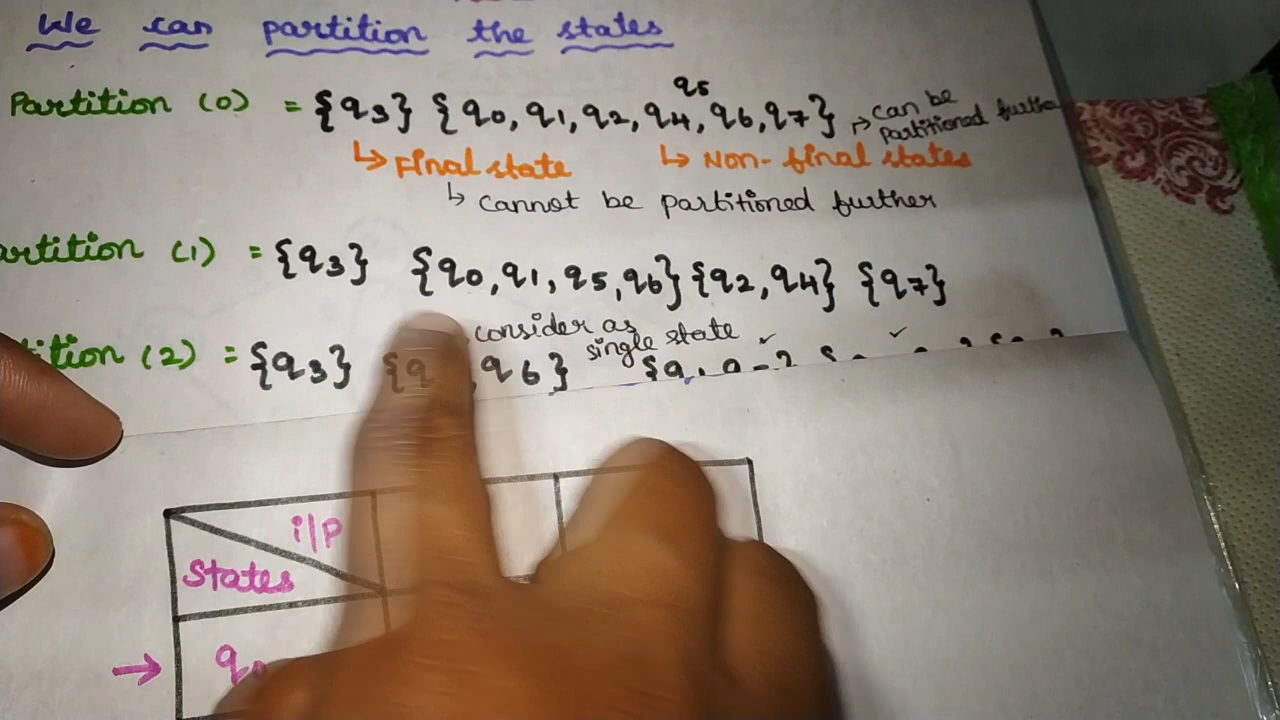 We can partition the states
q5
Partition (0) = {q3} {q0, q1, q2, q4, q6, q7} ↱ can be
partitioned further
↳ Final state ↳ Non-final states
↳ cannot be partitioned further
artition (1) = {q3} {q0, q1, q5, q6} {q2, q4} {q7}
consider as
single state
tition (2) = {q3} {q , q6}
i/p
States
→ q0